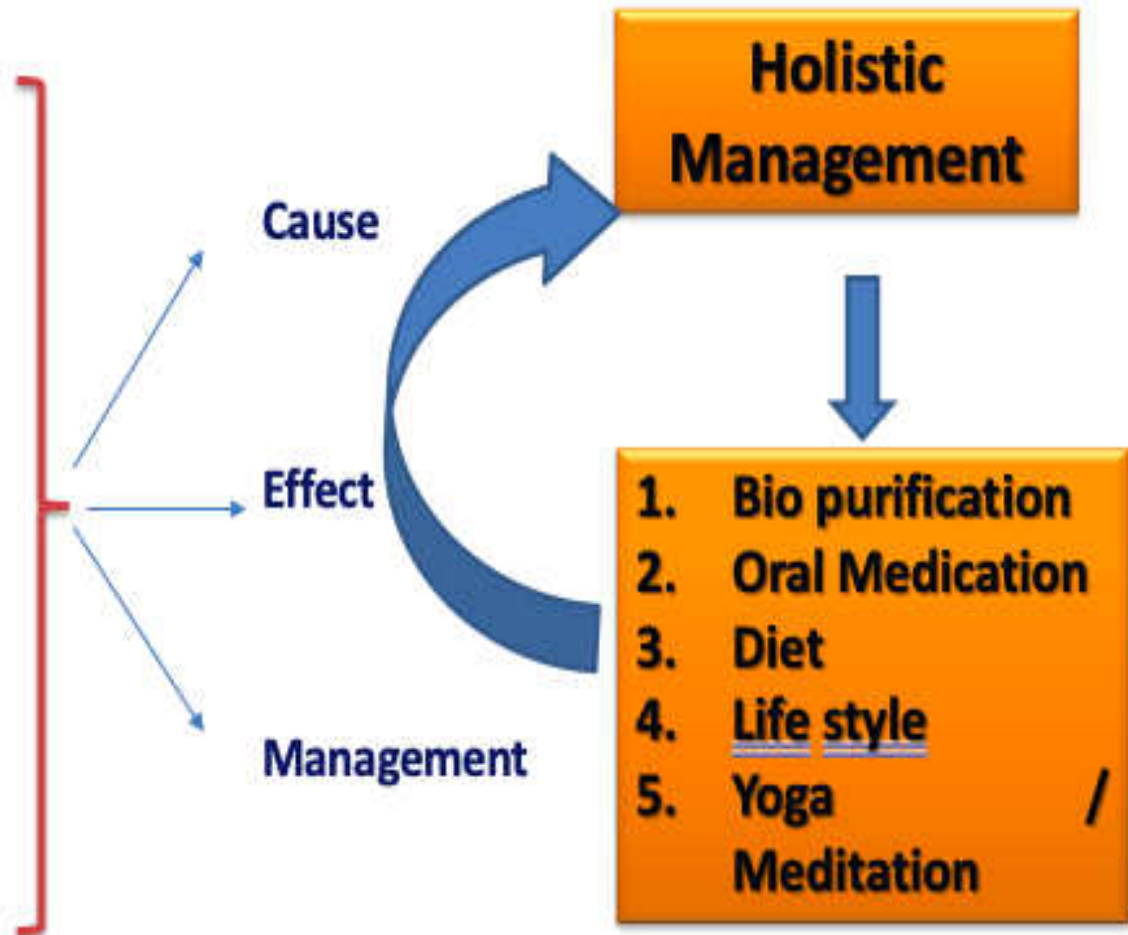 Holistic
Management
Cause
Effect
Management
1. Bio purification
2. Oral Medication
3. Diet
4. Life style
5. Yoga /
Meditation